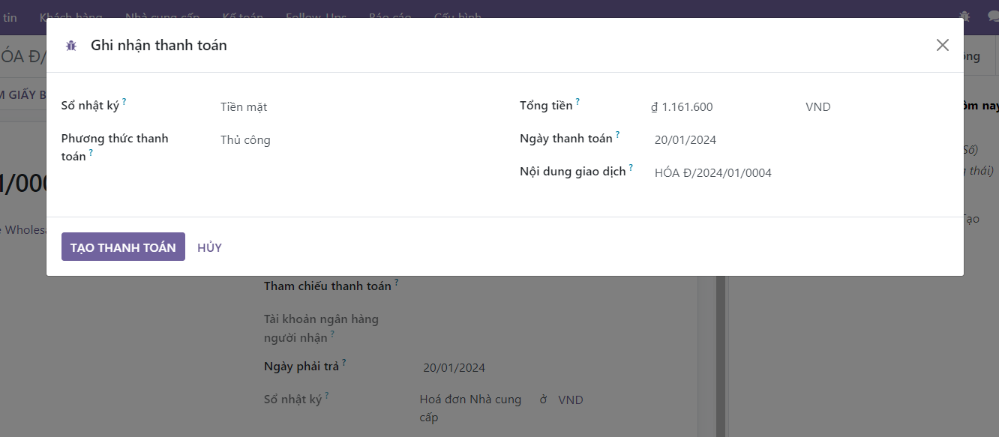 tin Khách hàng Nhà cung cấp Kế toán Follow-Ups Báo cáo Cấu hình
Ghi nhận thanh toán
Sổ nhật ký ? Tiền mặt
Phương thức thanh
toán ? Thủ công
Tổng tiền ? ₫ 1.161.600 VND
Ngày thanh toán ? 20/01/2024
Nội dung giao dịch ? HÓA Đ/2024/01/0004
TẠO THANH TOÁN HỦY
ÓA Đ/
M GIẤY B
1/000
e Wholesa
Tham chiếu thanh toán ?
Tài khoản ngân hàng
người nhận ?
Ngày phải trả ? 20/01/2024
Sổ nhật ký ? Hoá đơn Nhà cung
cấp
ở VND
ôm nay
Số)
thái)
Tạo